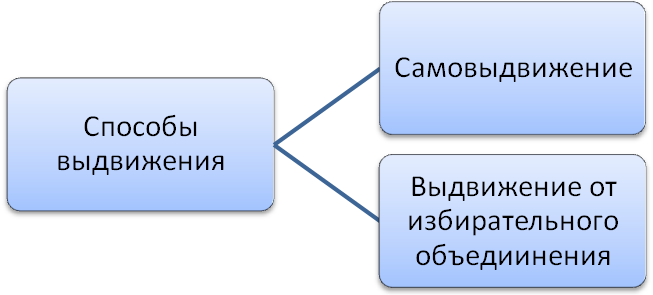 Способы
выдвижения
Самовыдвижение
Выдвижение от
избирательного
объедиинения